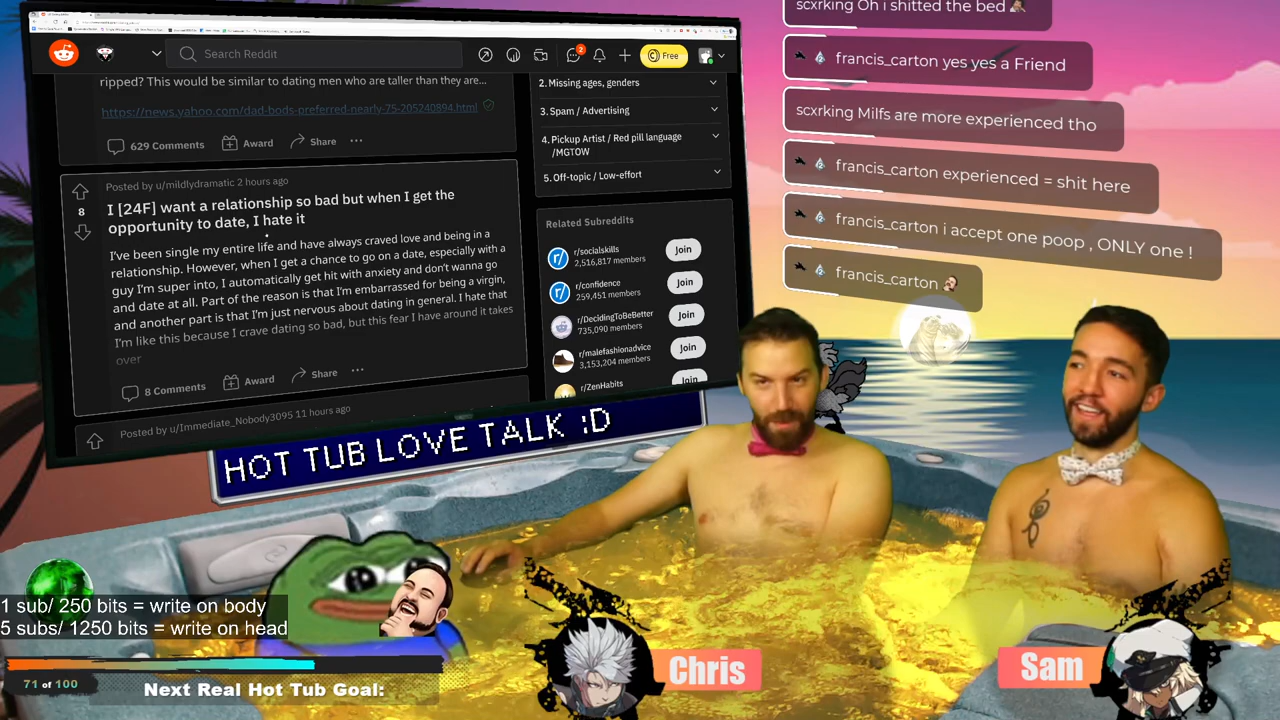 Search Reddit
2
Free
ripped? This would be similar to dating men who are taller than they are...
https://news.yahoo.com/dad-bods-preferred-nearly-75-205240894.html
629 Comments
Award
Share
Posted by u/mildlydramatic 2 hours ago
8
I [24F] want a relationship so bad but when I get the
opportunity to date, I hate it
I've been single my entire life and have always craved love and being in a
relationship. However, when I get a chance to go on a date, especially with a
guy I'm super into, I automatically get hit with anxiety and don't wanna go
and date at all. Part of the reason is that I'm embarrassed for being a virgin,
and another part is that I'm just nervous about dating in general. I hate that
I'm like this because I crave dating so bad, but this fear I have around it takes
over
8 Comments
Award
Share
Posted by u/Immediate_Nobody3095 11 hours ago
2. Missing ages, genders
3. Spam / Advertising
4. Pickup Artist / Red pill language
/MGTOW
5. Off-topic / Low-effort
Related Subreddits
r/socialskills
2,516,817 members
Join
r/confidence
259,451 members
Join
r/DecidingToBeBetter
735,090 members
Join
r/malefashionadvice
3,153,204 members
Join
r/ZenHabits
Join
scxrking Oh i shitted the bed
francis_carton yes yes a Friend
scxrking Milfs are more experienced tho
francis_carton experienced = shit here
francis_carton i accept one poop , ONLY one !
francis_carton
HOT TUB LOVE TALK :D
1 sub/ 250 bits = write on body
5 subs/ 1250 bits = write on head
71 of 100
Next Real Hot Tub Goal:
Chris
Sam